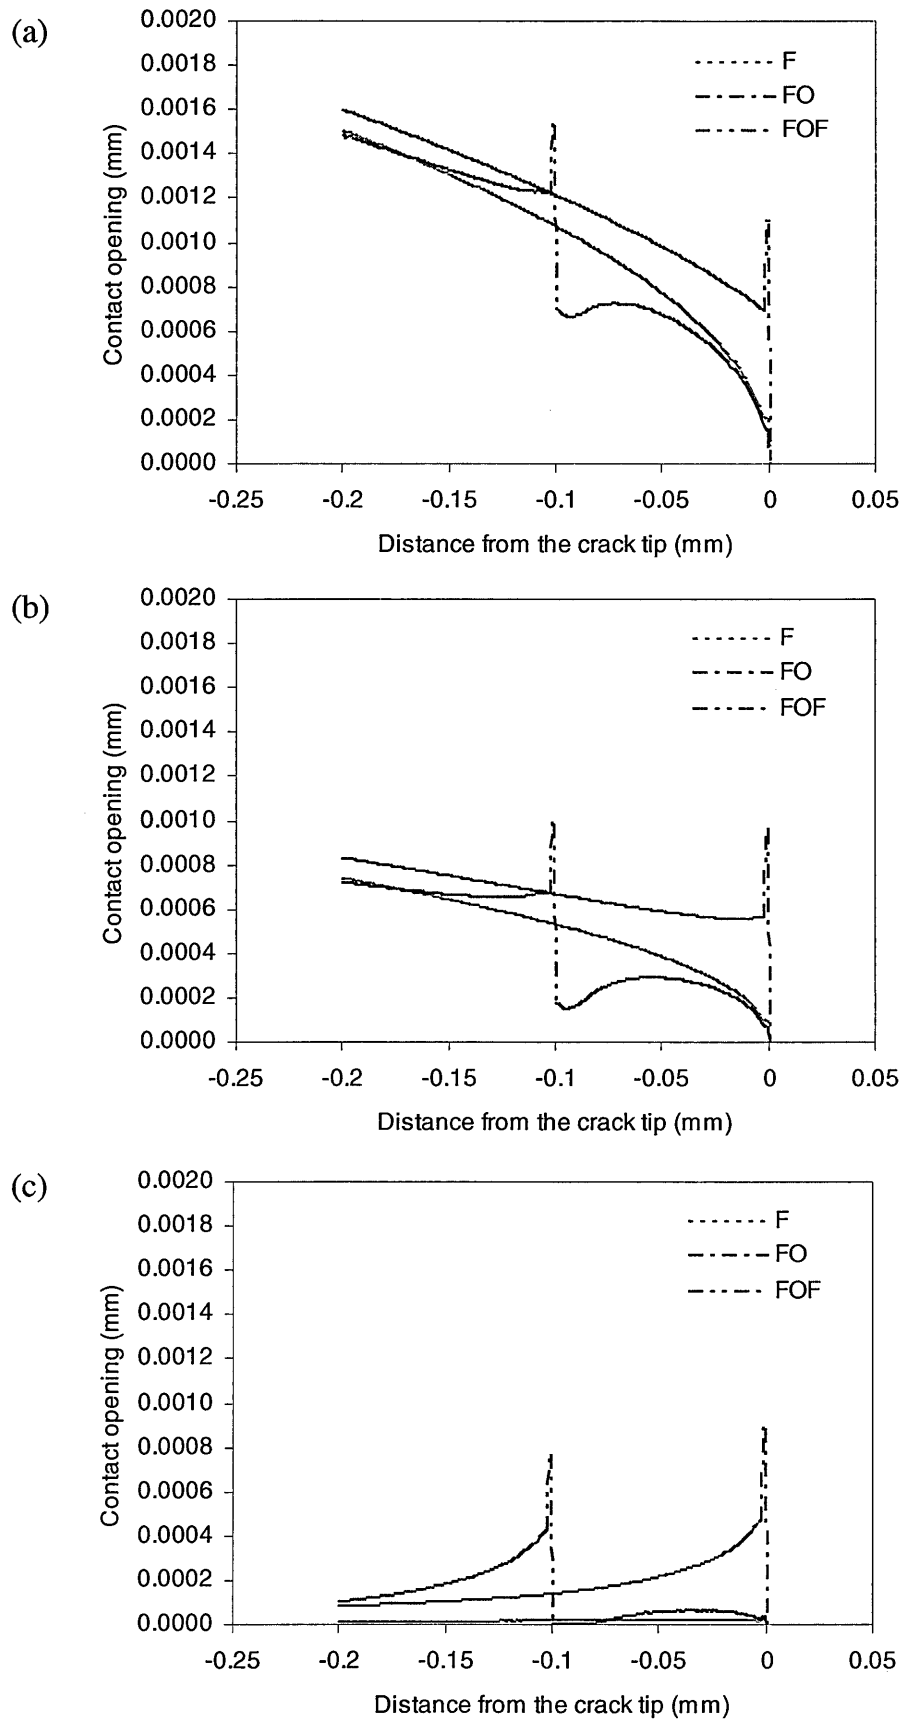 (a)
0.0020
0.0018
0.0016
0.0014
0.0012
0.0010
0.0008
0.0006
0.0004
0.0002
0.0000
Contact opening (mm)
F
FO
FOF
-0.25 -0.2 -0.15 -0.1 -0.05 0 0.05
Distance from the crack tip (mm)
(b)
0.0020
0.0018
0.0016
0.0014
0.0012
0.0010
0.0008
0.0006
0.0004
0.0002
0.0000
Contact opening (mm)
F
FO
FOF
-0.25 -0.2 -0.15 -0.1 -0.05 0 0.05
Distance from the crack tip (mm)
(c)
0.0020
0.0018
0.0016
0.0014
0.0012
0.0010
0.0008
0.0006
0.0004
0.0002
0.0000
Contact opening (mm)
F
FO
FOF
-0.25 -0.2 -0.15 -0.1 -0.05 0 0.05
Distance from the crack tip (mm)